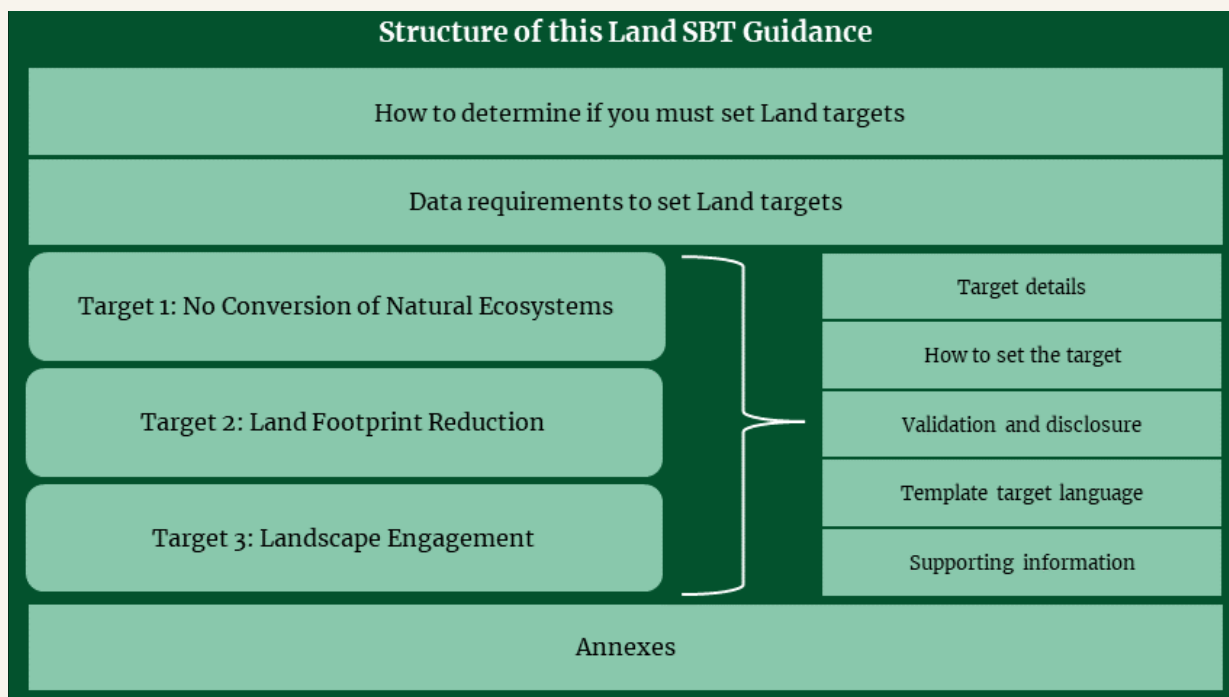 Structure of this Land SBT Guidance
How to determine if you must set Land targets
Data requirements to set Land targets
Target 1: No Conversion of Natural Ecosystems
Target 2: Land Footprint Reduction
Target 3: Landscape Engagement
Target details
How to set the target
Validation and disclosure
Template target language
Supporting information
Annexes